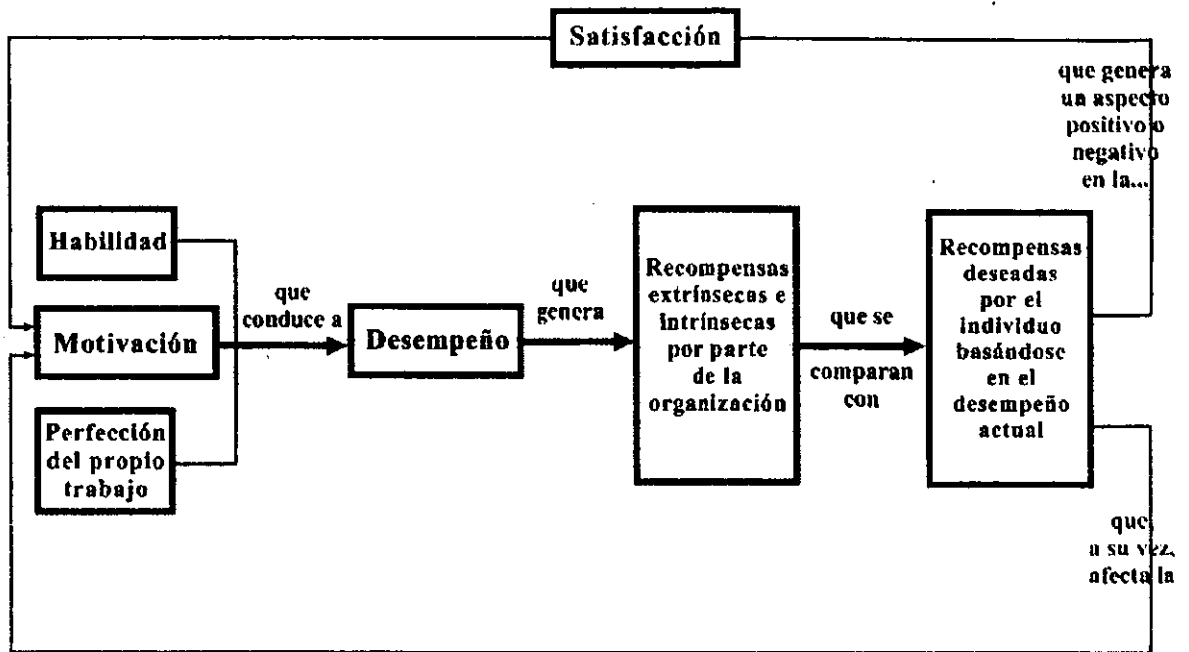 Satisfacción
que genera
un aspecto
positivo o
negativo
en la...
Habilidad
Motivación
Perfección
del propio
trabajo
que
conduce a
Desempeño
que
genera
Recompensas
extrínsecas e
intrínsecas
por parte
de la
organización
que se
comparan
con
Recompensas
deseadas
por el
individuo
basándose
en el
desempeño
actual
que,
a su vez,
afecta la